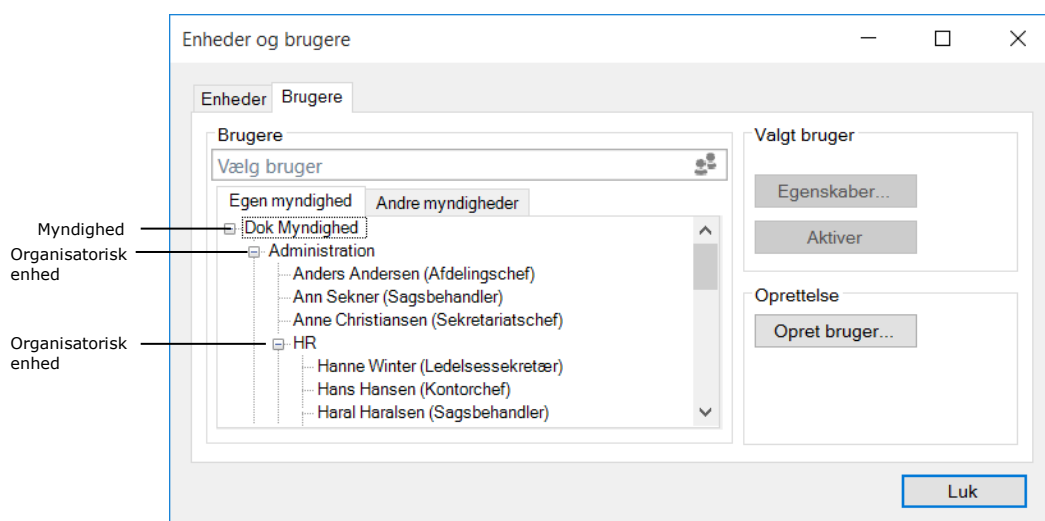 Enheder og brugere
Enheder
Brugere
Brugere
Vælg bruger
Egen myndighed
Andre myndigheder
Dok Myndighed
Administration
Anders Andersen (Afdelingschef)
Ann Sekner (Sagsbehandler)
Anne Christiansen (Sekretariatschef)
HR
Hanne Winter (Ledelsessekretær)
Hans Hansen (Kontorchef)
Haral Haralsen (Sagsbehandler)
Valgt bruger
Egenskaber...
Aktiver
Oprettelse
Opret bruger...
Luk
Myndighed
Organisatorisk
enhed
Organisatorisk
enhed